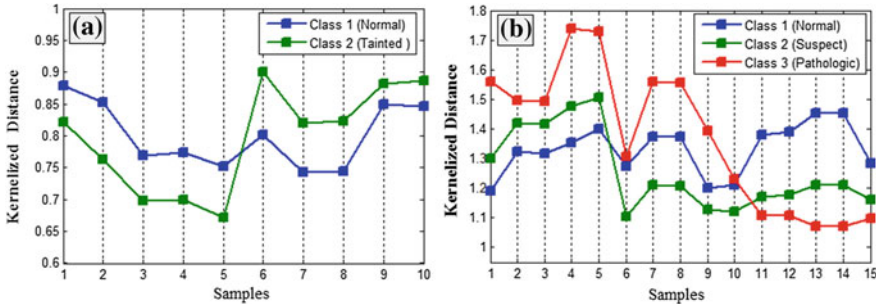 (a)
Class 1 (Normal)
Class 2 (Tainted )
Kernelized Distance
1
0.95
0.9
0.85
0.8
0.75
0.7
0.65
0.6
1 2 3 4 5 6 7 8 9 10
Samples
(b)
Class 1 (Normal)
Class 2 (Suspect)
Class 3 (Pathologic)
Kernelized Distance
1.8
1.7
1.6
1.5
1.4
1.3
1.2
1.1
1
1 2 3 4 5 6 7 8 9 10 11 12 13 14 15
Samples